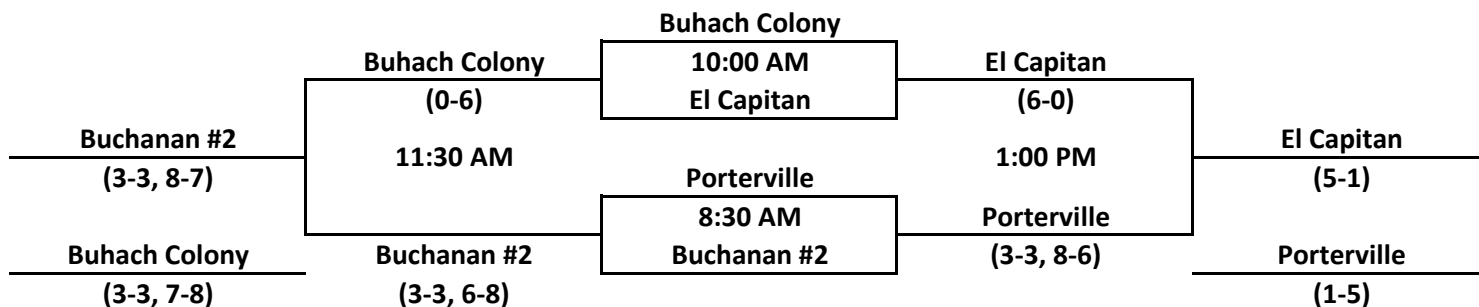 Buhach Colony
Buhach Colony 10:00 AM El Capitan
(0-6) El Capitan (6-0)
Buchanan #2 11:30 AM 1:00 PM El Capitan
(3-3, 8-7) Porterville (5-1)
8:30 AM Porterville
Buhach Colony Buchanan #2 Buchanan #2 (3-3, 8-6) Porterville
(3-3, 7-8) (3-3, 6-8) (1-5)